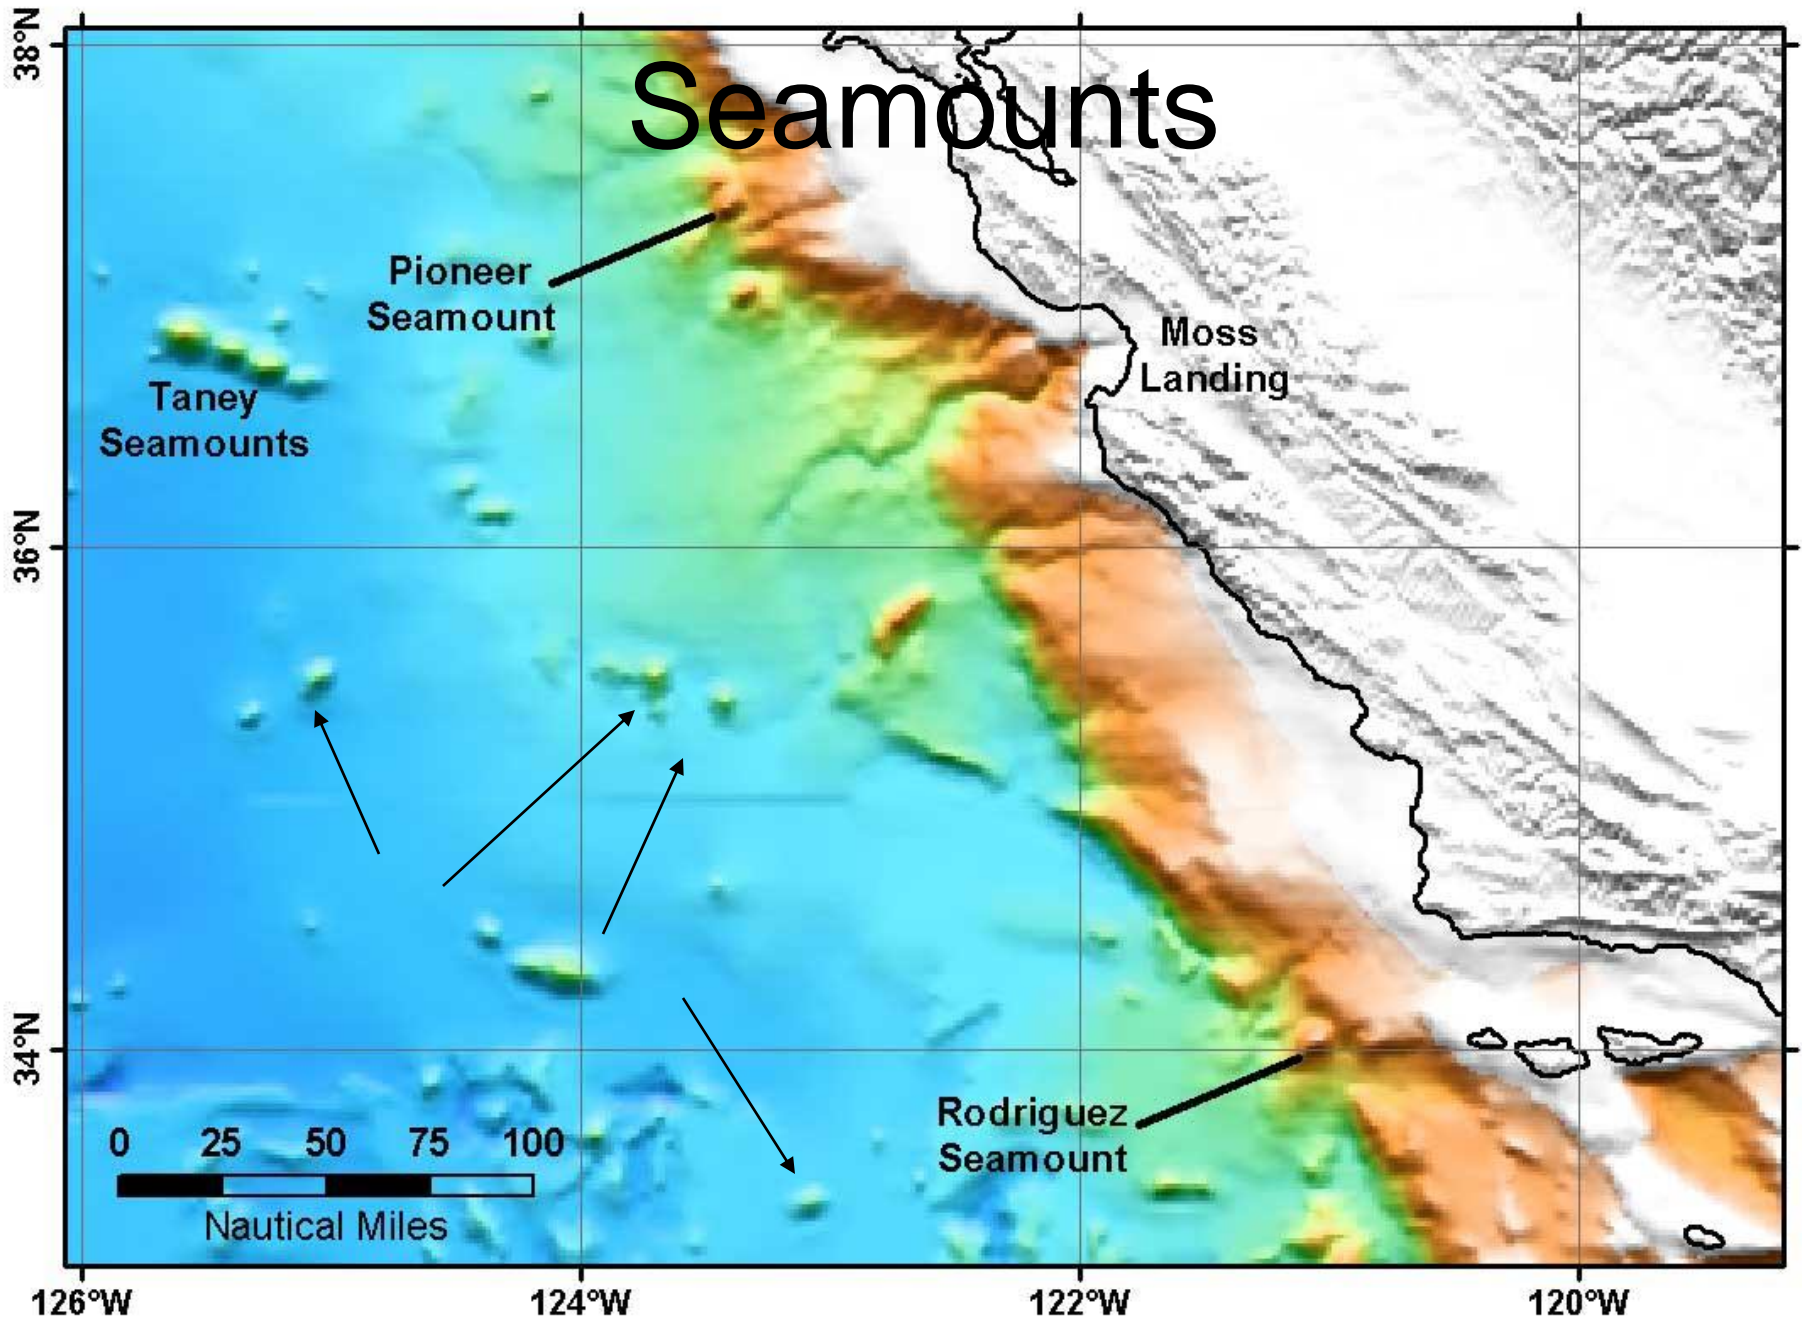 Seamounts
38°N
36°N
34°N
Pioneer
Seamount
Moss
Landing
Taney
Seamounts
Rodriguez
Seamount
0 25 50 75 100
Nautical Miles
126°W 124°W 122°W 120°W